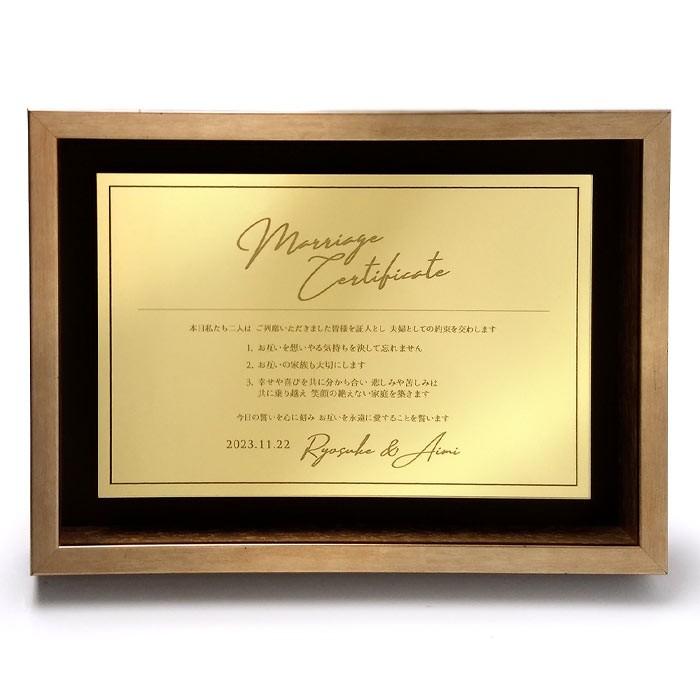 Marriage
Certificate
本日私たち二人は ご列席いただきました皆様を証人とし 夫婦としての約束を交わします
1. お互いを想いやる気持ちを決して忘れません
2. お互いの家族も大切にします
3. 幸せや喜びを共に分から合い 悲しみや苦しみは
共に乗り越え 笑顔の絶えない家庭を築きます
今日の誓いを心に刻み お互いを永遠に愛することを誓います
2023.11.22 Ryosuke & Aimi